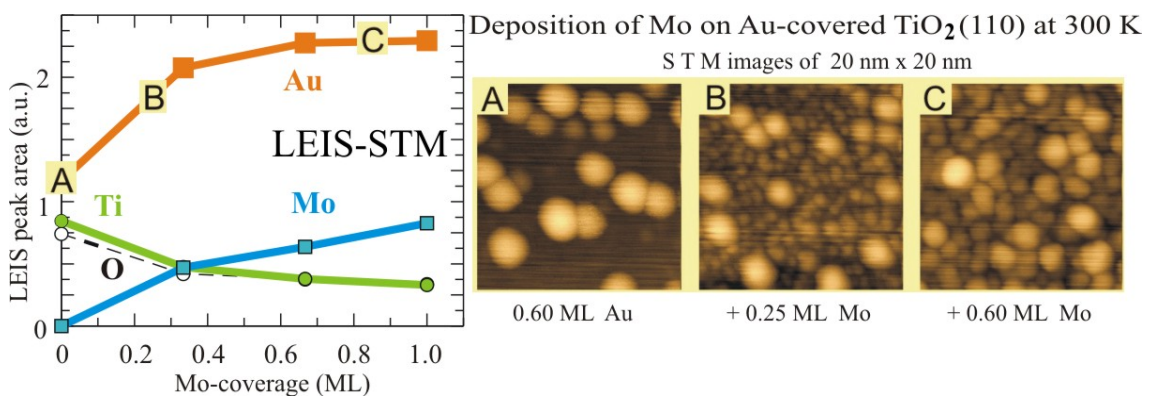 Deposition of Mo on Au-covered TiO2(110) at 300 K
S T M images of 20 nm x 20 nm
LEIS peak area (a.u.)
2
1
0
A
B
C
Au
LEIS-STM
Ti
Mo
O
0 0.2 0.4 0.6 0.8 1.0
Mo-coverage (ML)
A
B
C
0.60 ML Au
+ 0.25 ML Mo
+ 0.60 ML Mo